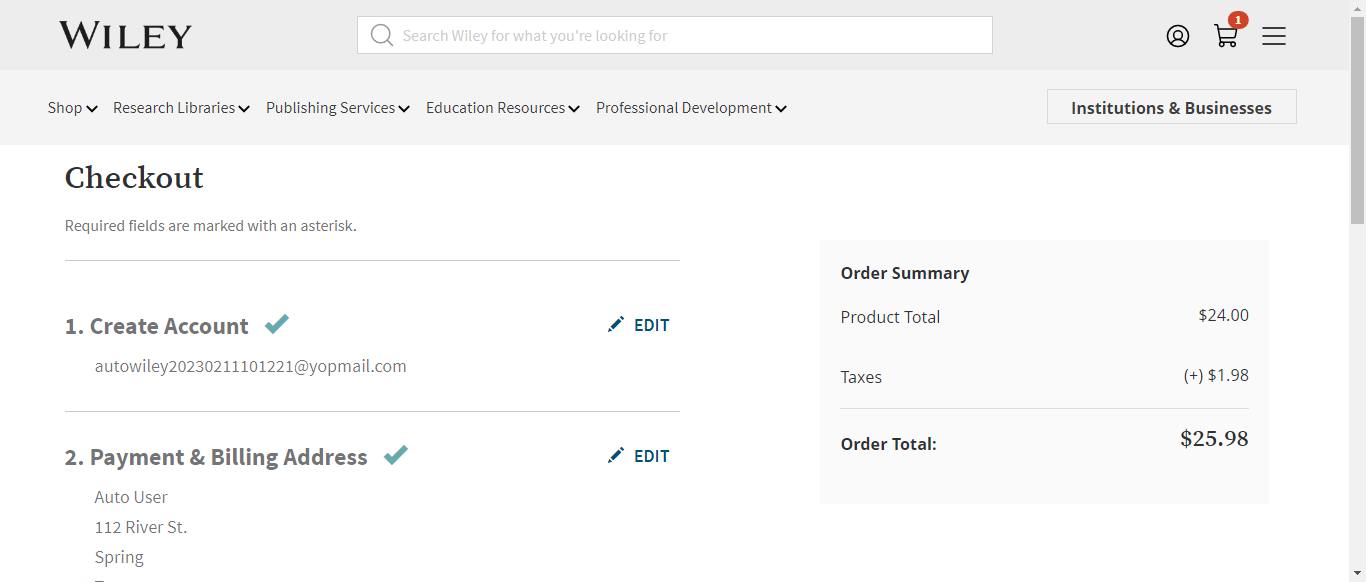 WILEY
Search Wiley for what you're looking for
1
Shop Research Libraries Publishing Services Education Resources Professional Development
Institutions & Businesses
Checkout
Required fields are marked with an asterisk.
1. Create Account
EDIT
autowiley20230211101221@yopmail.com
2. Payment & Billing Address
EDIT
Auto User
112 River St.
Spring
Order Summary
Product Total $24.00
Taxes (+) $1.98
Order Total: $25.98